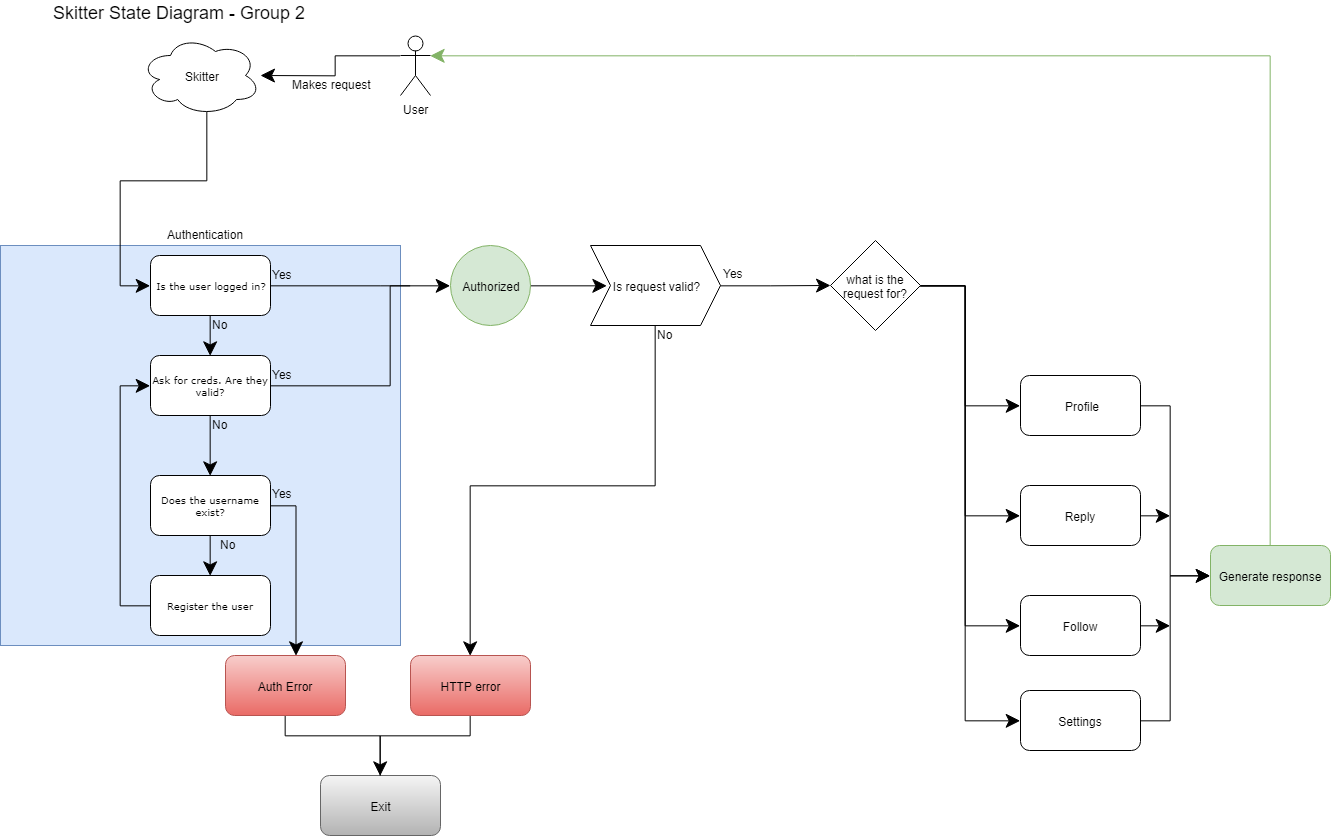 Skitter State Diagram - Group 2
Skitter
Makes request
User
Authentication
Is the user logged in?
Yes
No
Ask for creds. Are they
valid?
Yes
No
Does the username
exist?
Yes
No
Register the user
Authorized
Is request valid?
Yes
No
what is the
request for?
Profile
Reply
Follow
Settings
Generate response
Auth Error
HTTP error
Exit